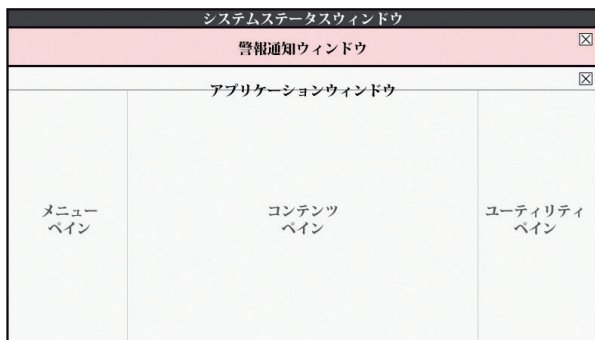 システムステータスウィンドウ
警報通知ウィンドウ
アプリケーションウィンドウ
メニュー
ペイン
コンテンツ
ペイン
ユーティリティ
ペイン